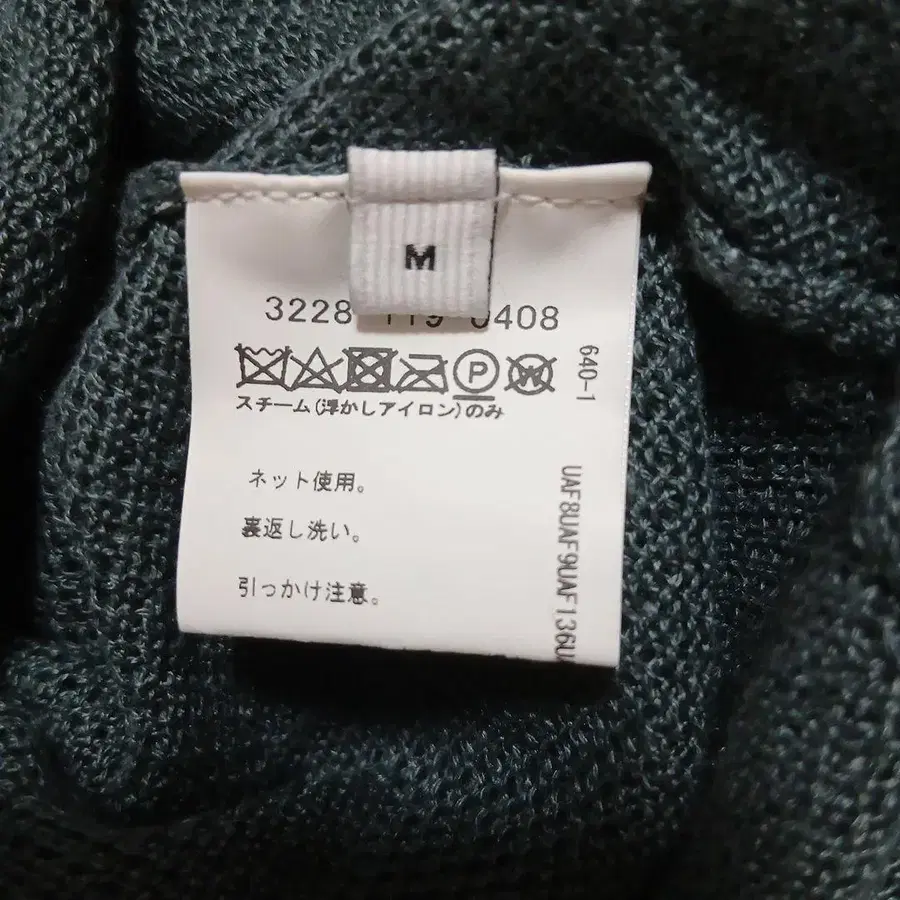 M
3228 119 0408
P W
スチーム(浮かしアイロン)のみ
ネット使用。
裏返し洗い。
引っかけ注意。
640-1
UAF8UAF9UAF136U